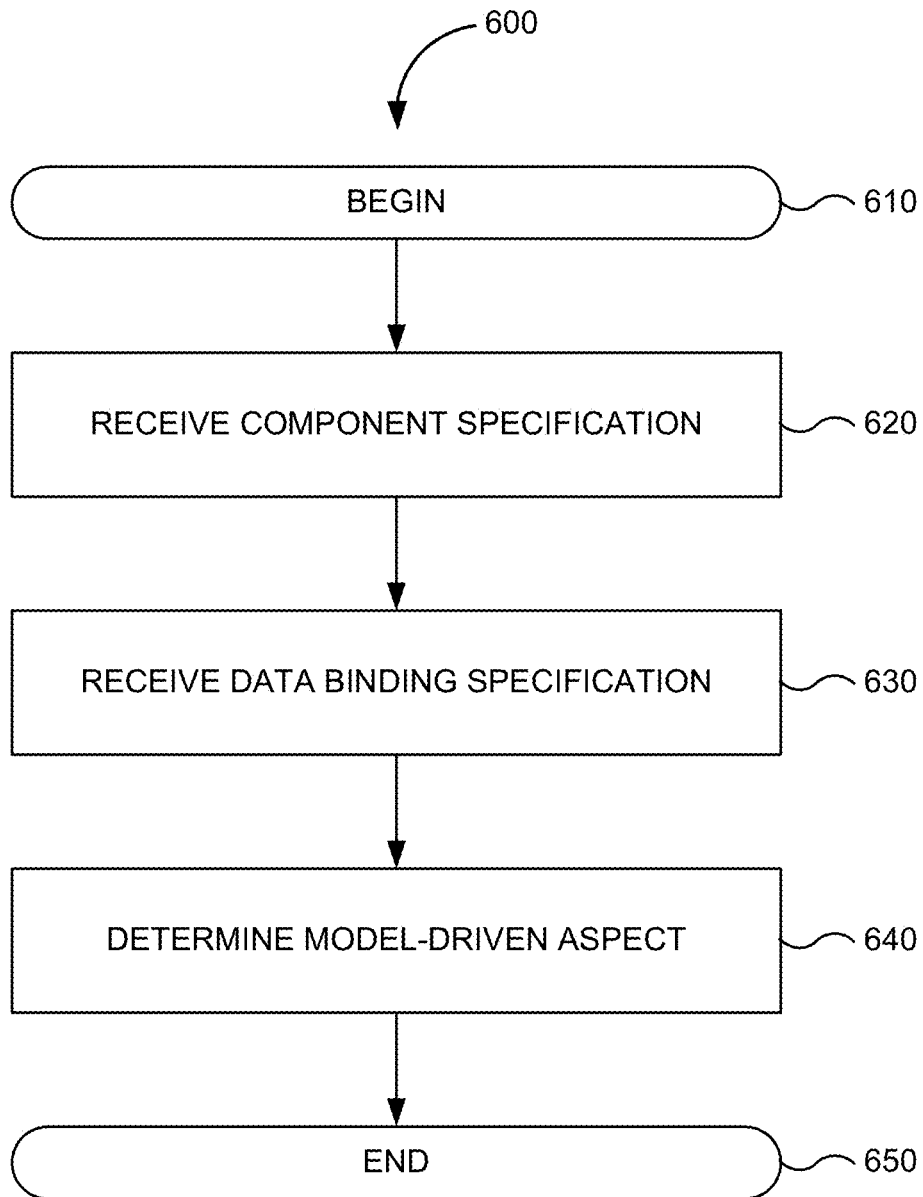 600
BEGIN
610
RECEIVE COMPONENT SPECIFICATION
620
RECEIVE DATA BINDING SPECIFICATION
630
DETERMINE MODEL-DRIVEN ASPECT
640
END
650